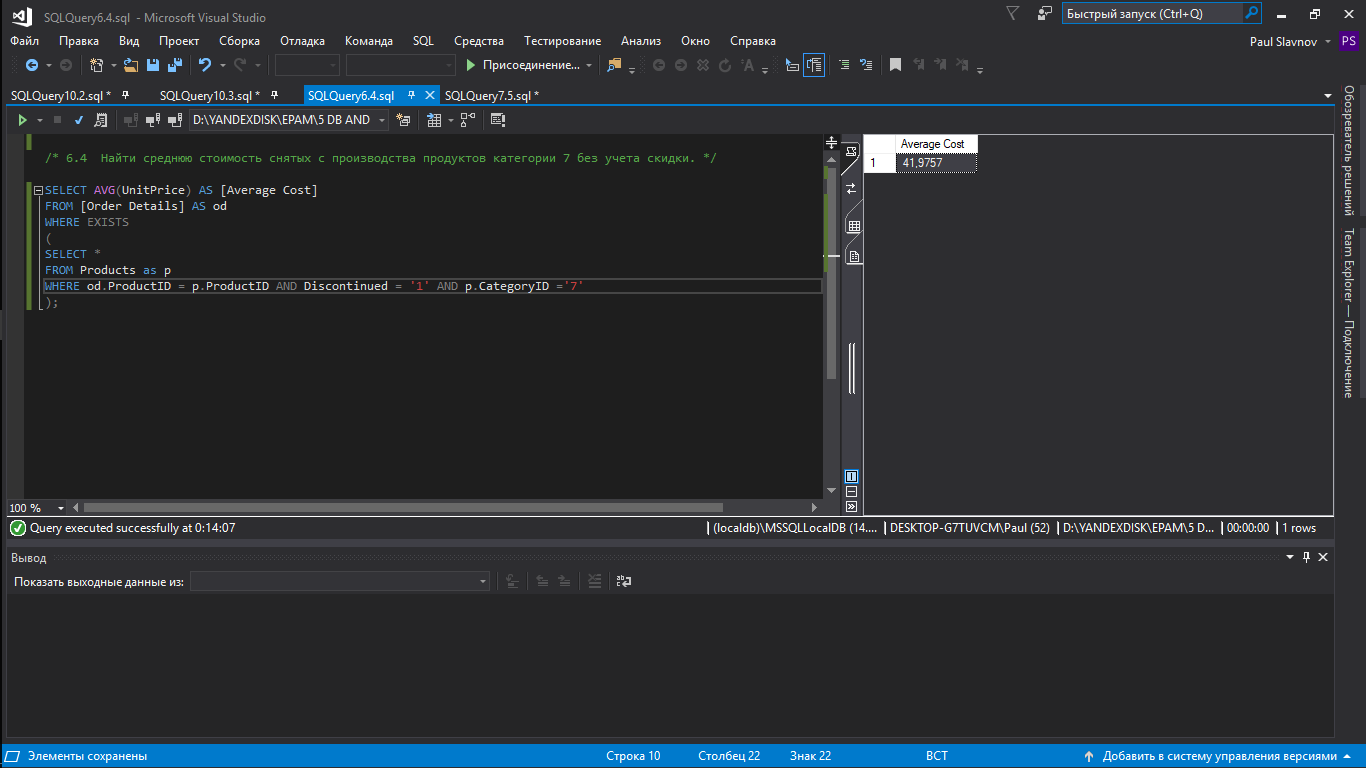 SQLQuery6.4.sql - Microsoft Visual Studio
Быстрый запуск (Ctrl+Q)
Файл Правка Вид Проект Сборка Отладка Команда SQL Средства Тестирование Анализ Окно Справка
Paul Slavnov PS
Присоединение...
SQLQuery10.2.sql * SQLQuery10.3.sql * SQLQuery6.4.sql SQLQuery7.5.sql *
D:\YANDEXDISK\EPAM\5 DB AND
/* 6.4 Найти среднюю стоимость снятых с производства продуктов категории 7 без учета скидки. */
SELECT AVG(UnitPrice) AS [Average Cost]
FROM [Order Details] AS od
WHERE EXISTS
(
SELECT *
FROM Products as p
WHERE od.ProductID = p.ProductID AND Discontinued = '1' AND p.CategoryID ='7'
);
Average Cost
1 41,9757
Обозреватель решений
Team Explorer — Подключение
100 %
Query executed successfully at 0:14:07
(localdb)\MSSQLLocalDB (14.... DESKTOP-G7TUVCM\Paul (52) D:\YANDEXDISK\EPAM\5 D... 00:00:00 1 rows
Вывод
Показать выходные данные из:
Элементы сохранены Строка 10 Столбец 22 Знак 22 ВСТ Добавить в систему управления версиями